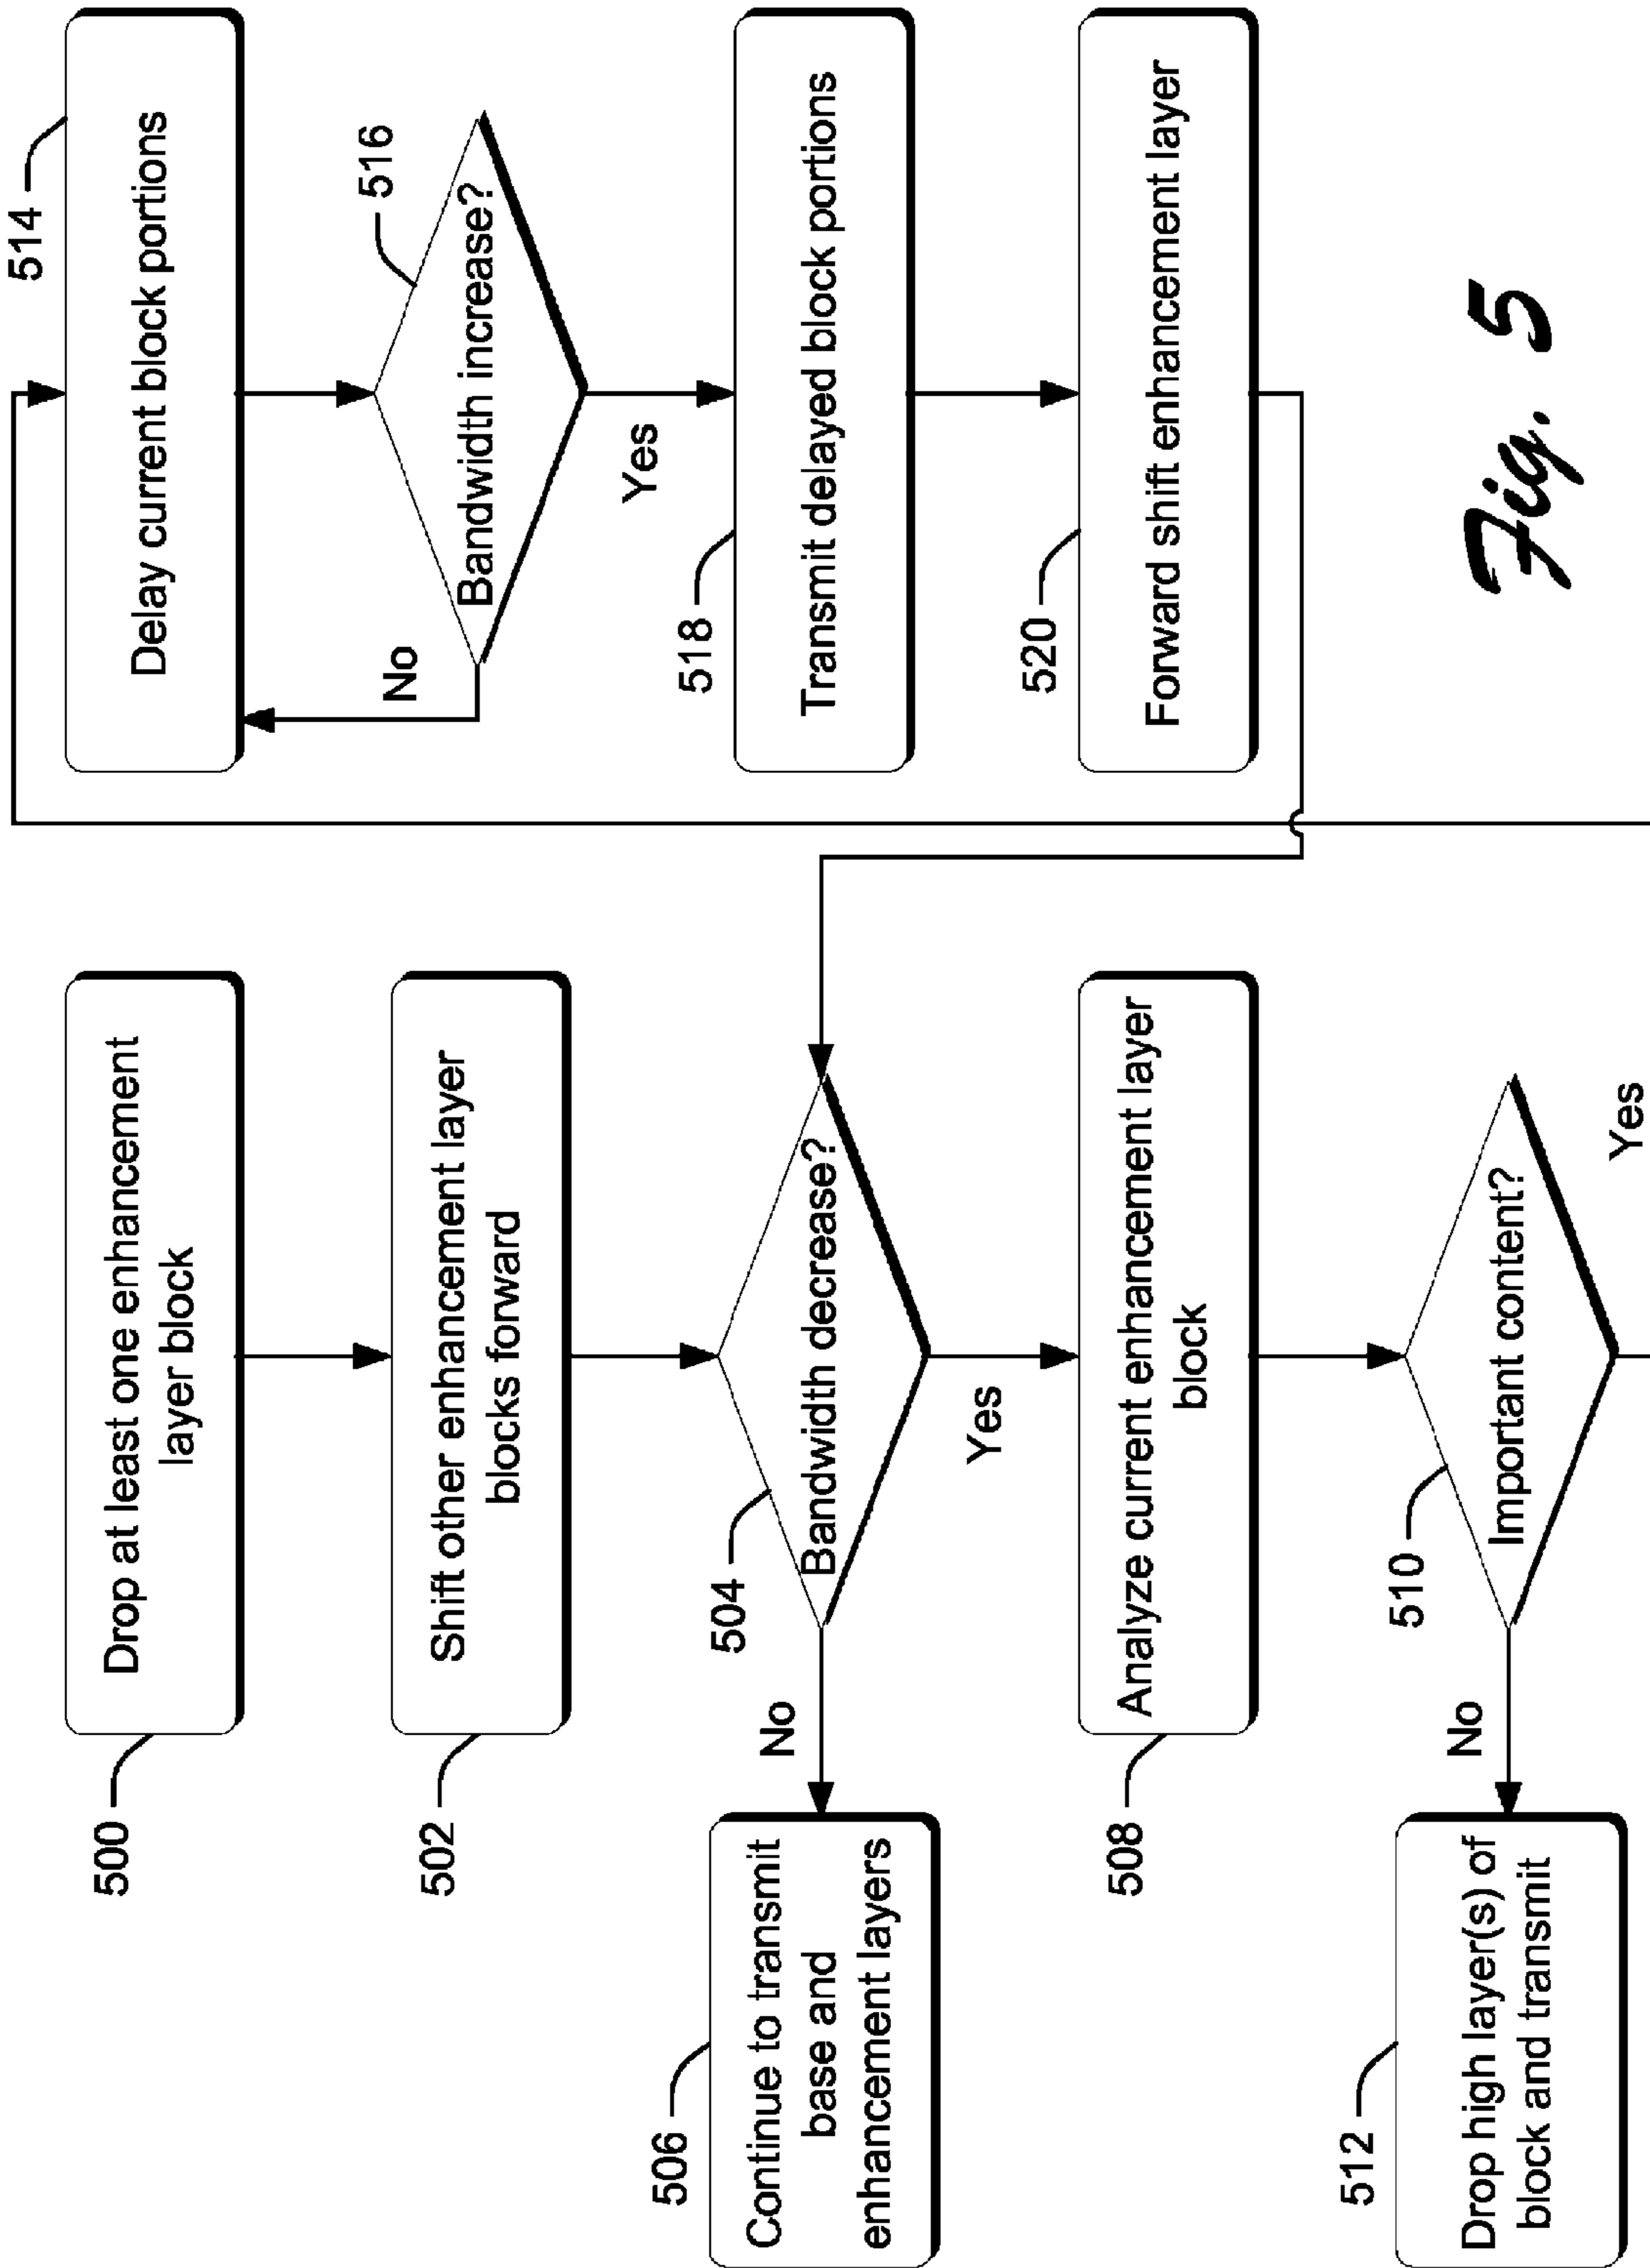 500
Drop at least one enhancement
layer block
502
Shift other enhancement layer
blocks forward
504
Bandwidth decrease?
No
506
Continue to transmit
base and
enhancement layers
Yes
508
Analyze current enhancement layer
block
510
Important content?
No
512
Drop high layer(s) of
block and transmit
Yes
514
Delay current block portions
516
Bandwidth increase?
No
Yes
518
Transmit delayed block portions
520
Forward shift enhancement layer
Fig. 5